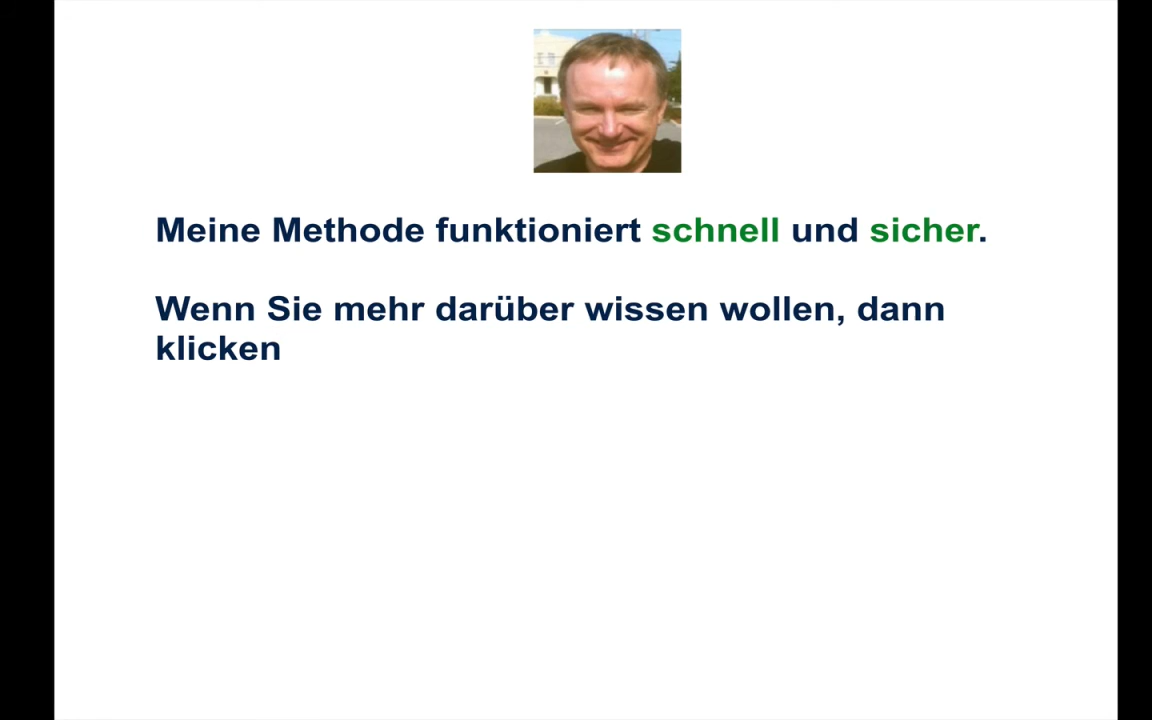 Meine Methode funktioniert schnell und sicher.
Wenn Sie mehr darüber wissen wollen, dann
klicken